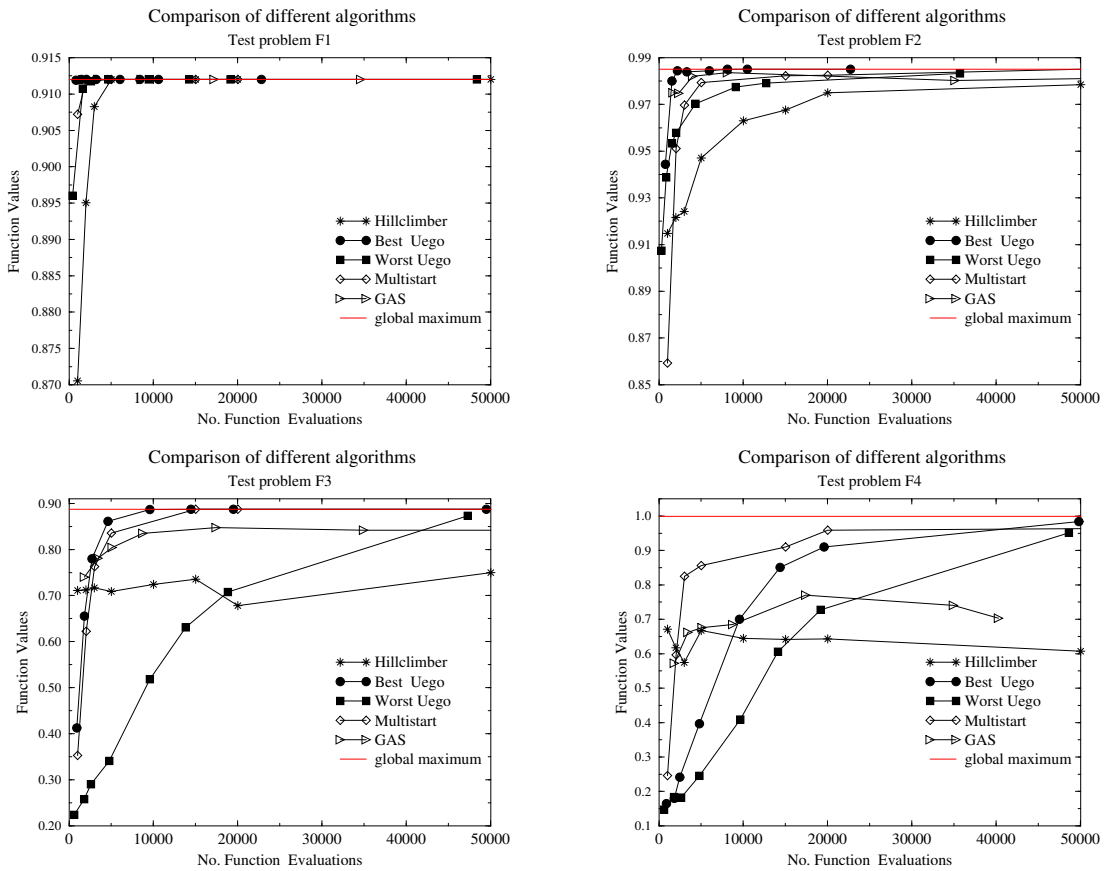 Comparison of different algorithms
Test problem F1
0.915
0.910
0.905
0.900
0.895
0.890
0.885
0.880
0.875
0.870
Function Values
0 10000 20000 30000 40000 50000
No. Function Evaluations
Hillclimber
Best Uego
Worst Uego
Multistart
GAS
global maximum
Comparison of different algorithms
Test problem F2
0.99
0.97
0.95
0.93
0.91
0.89
0.87
0.85
Function Values
0 10000 20000 30000 40000 50000
No. Function Evaluations
Hillclimber
Best Uego
Worst Uego
Multistart
GAS
global maximum
Comparison of different algorithms
Test problem F3
0.90
0.80
0.70
0.60
0.50
0.40
0.30
0.20
Function Values
0 10000 20000 30000 40000 50000
No. Function Evaluations
Hillclimber
Best Uego
Worst Uego
Multistart
GAS
global maximum
Comparison of different algorithms
Test problem F4
1.0
0.9
0.8
0.7
0.6
0.5
0.4
0.3
0.2
0.1
Function Values
0 10000 20000 30000 40000 50000
No. Function Evaluations
Hillclimber
Best Uego
Worst Uego
Multistart
GAS
global maximum